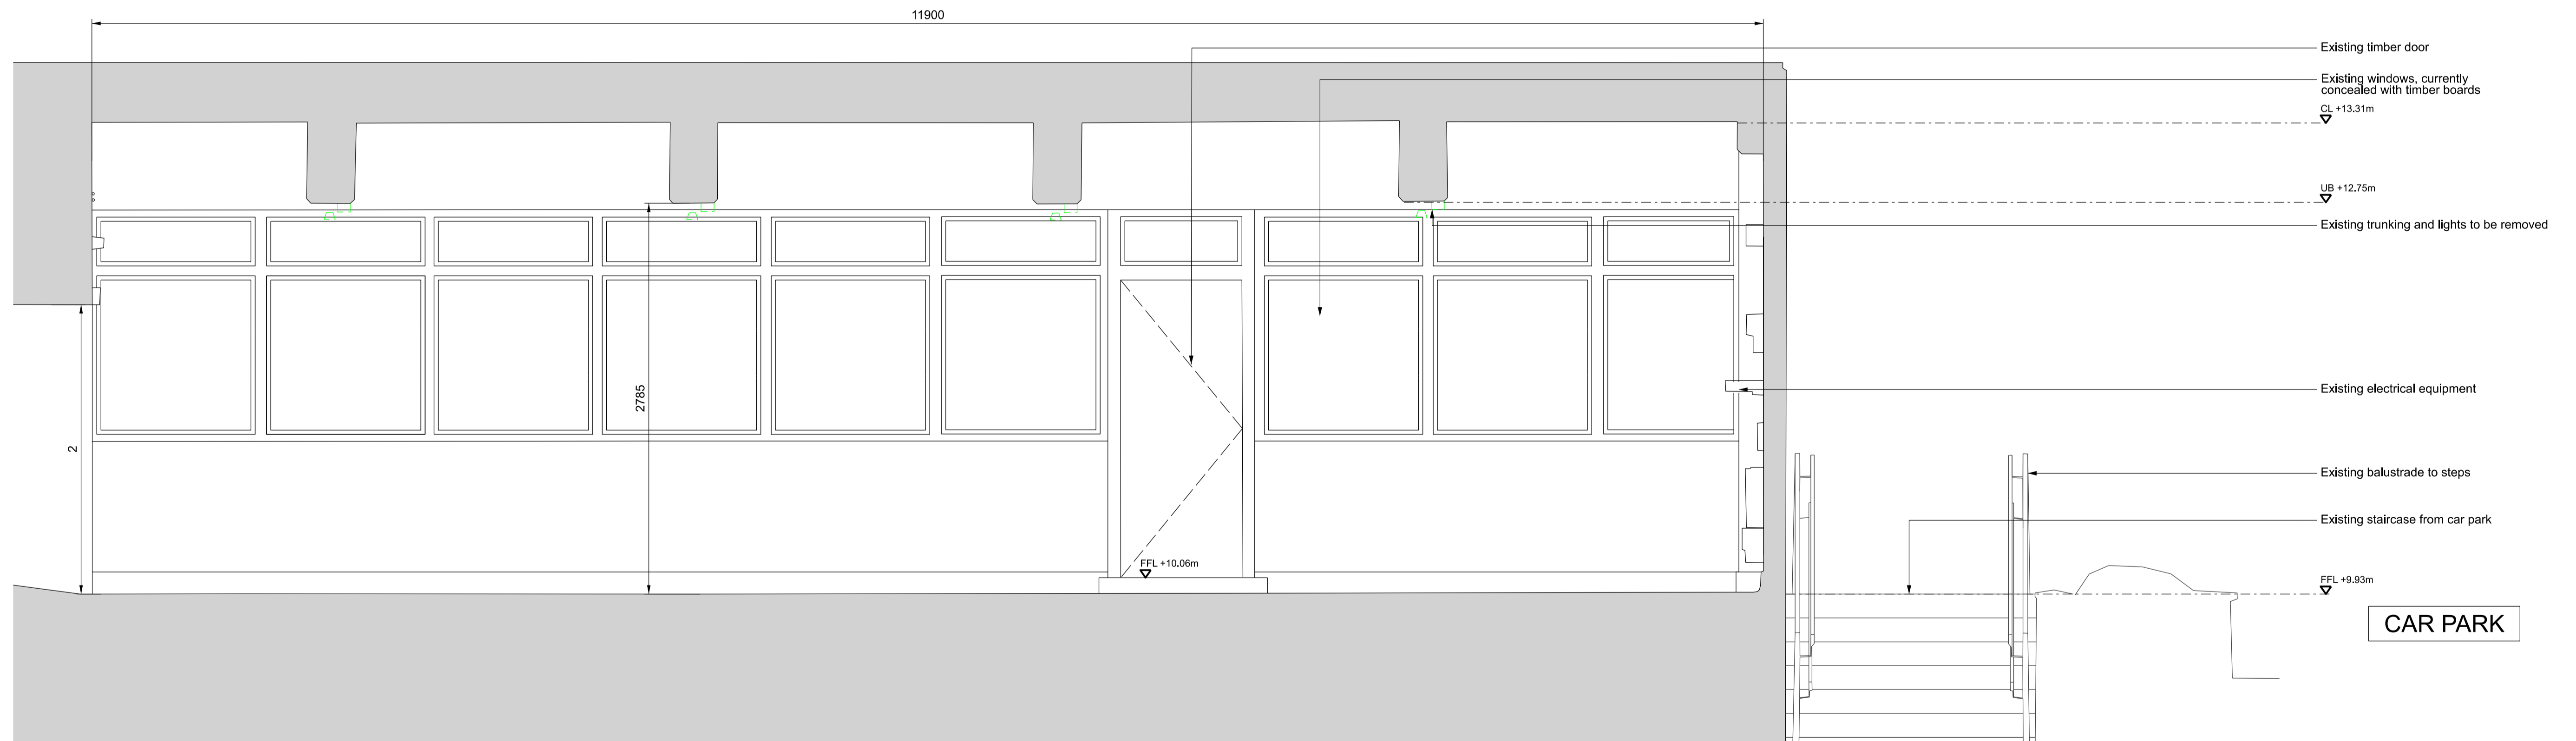 11900
Existing timber door
Existing windows, currently
concealed with timber boards
CL +13.31m
UB +12.75m
Existing trunking and lights to be removed
2785
Existing electrical equipment
2
Existing balustrade to steps
Existing staircase from car park
FFL +10.06m
FFL +9.93m
CAR PARK